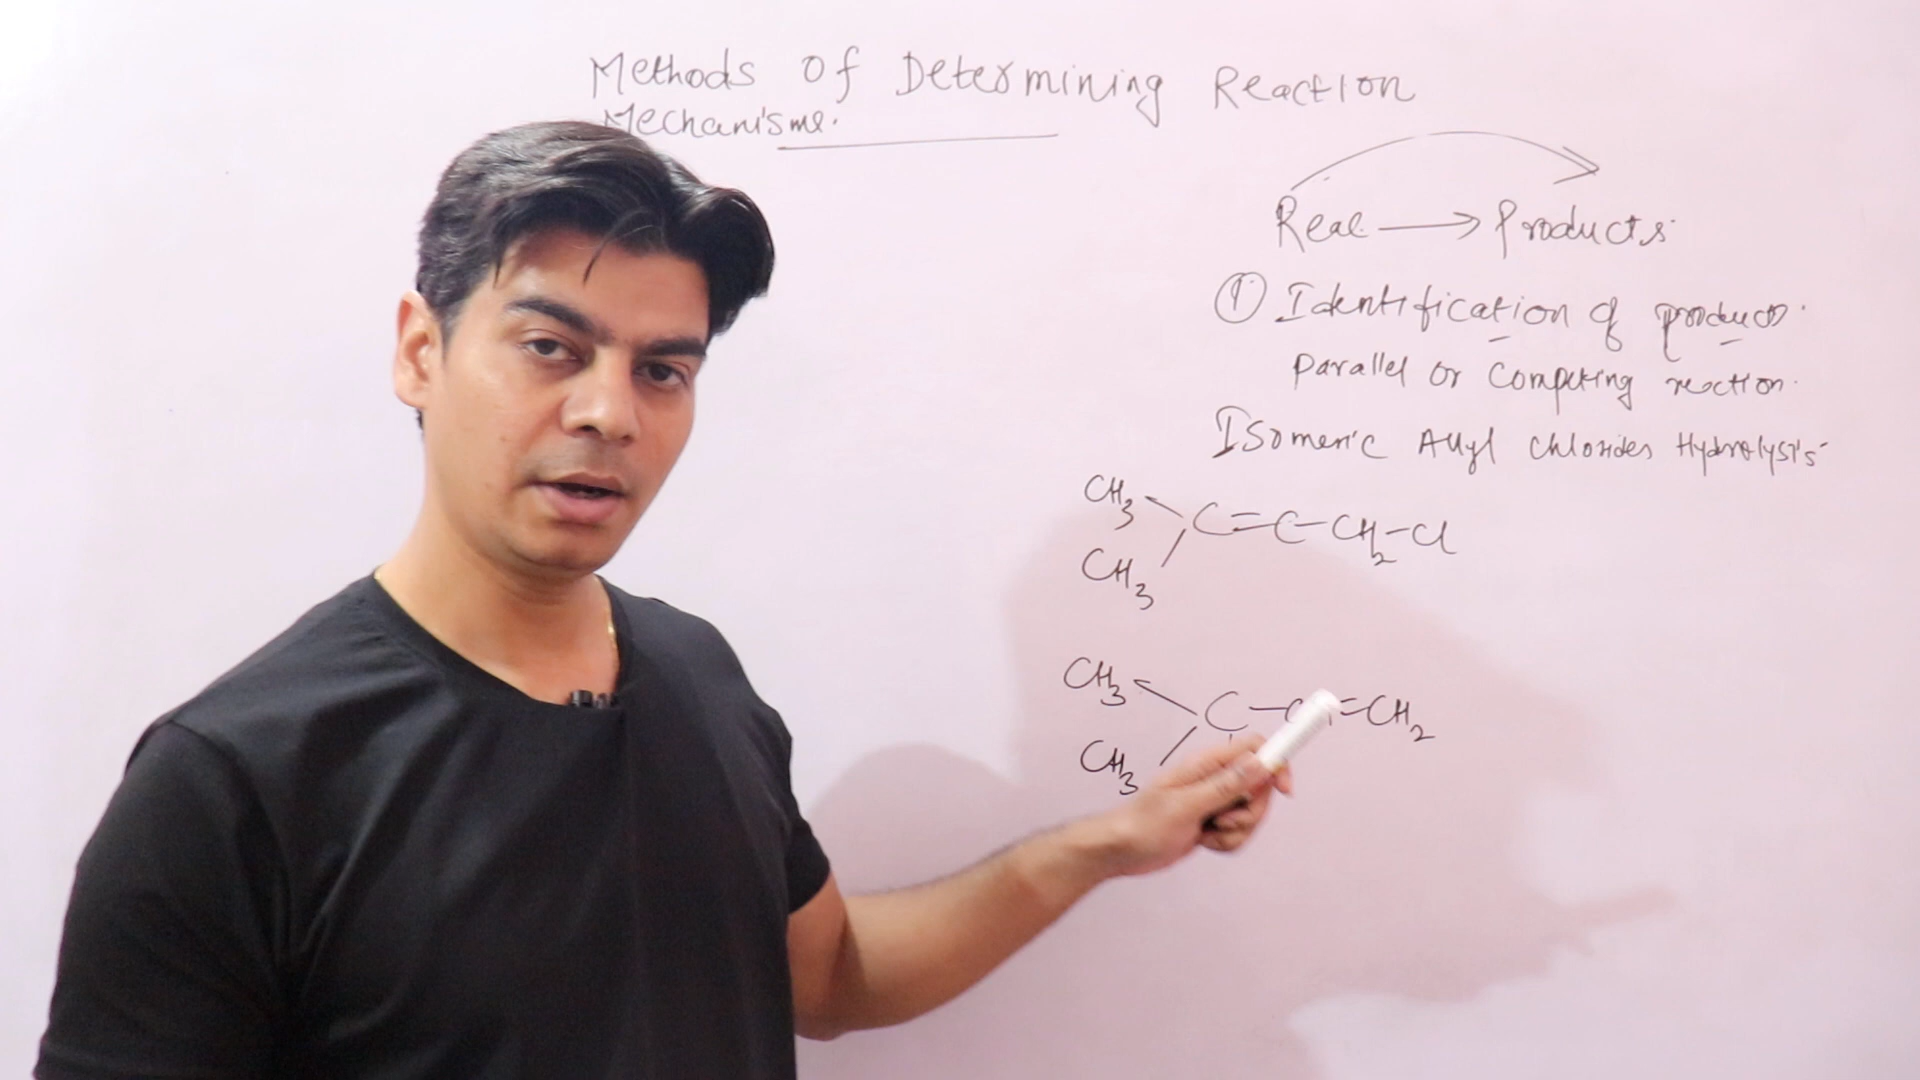 Methods Of Determining Reaction
Mechanisme.
Reac → Products.
① Identification of products.
Parallel or Competing reaction.
Isomeric Allyl Chlorides Hydrolysis
CH3
C=C-CH2-Cl
CH3
CH3
C- =CH2
CH3